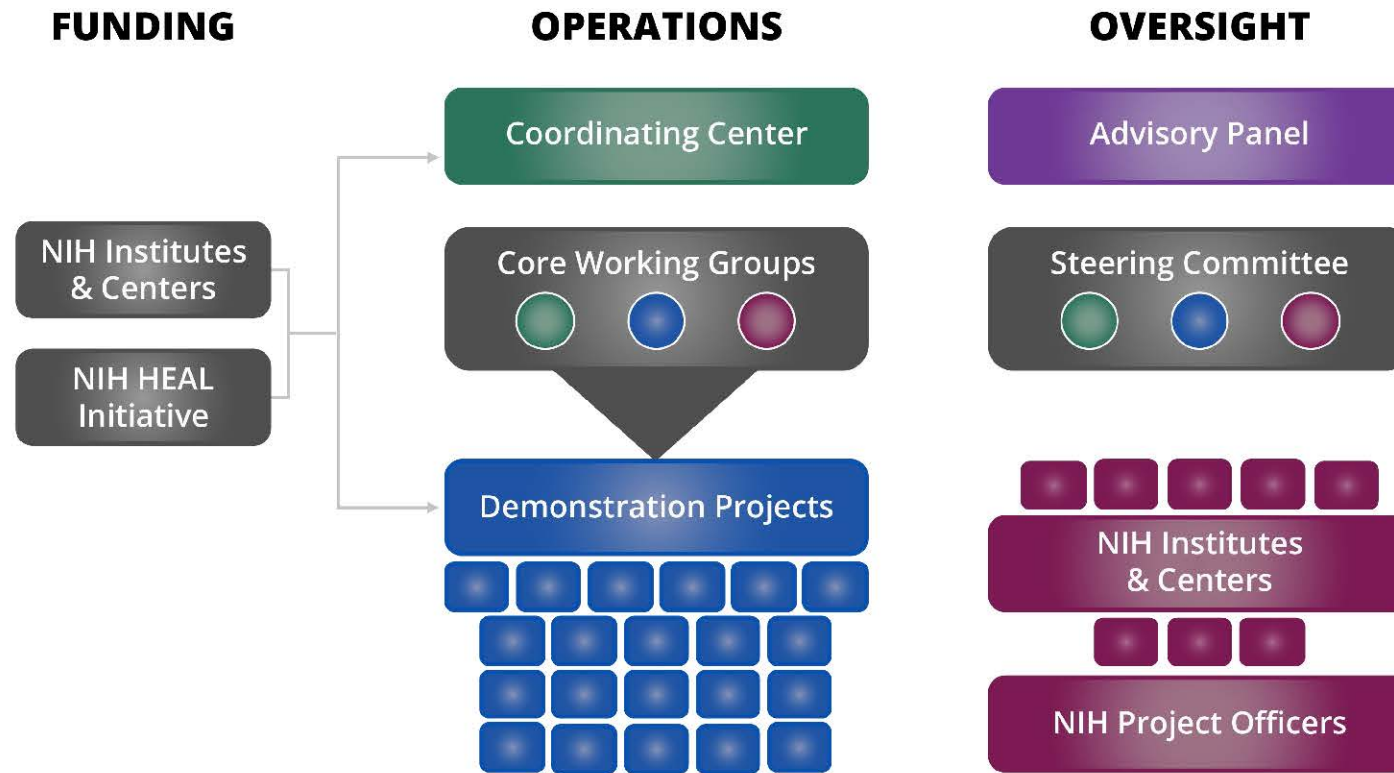 FUNDING
OPERATIONS
OVERSIGHT
NIH Institutes
& Centers
NIH HEAL
Initiative
Coordinating Center
Core Working Groups
Demonstration Projects
Advisory Panel
Steering Committee
NIH Institutes
& Centers
NIH Project Officers